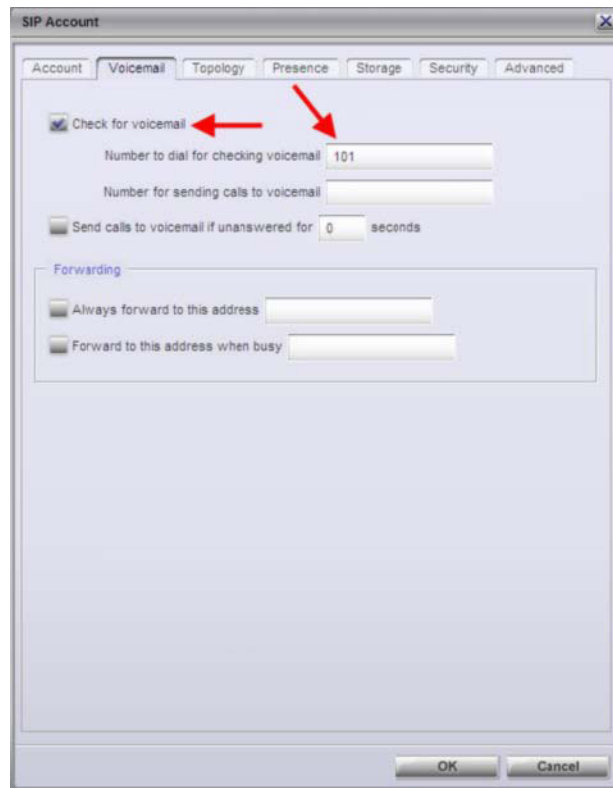 SIP Account
Account Voicemail Topology Presence Storage Security Advanced
Check for voicemail
Number to dial for checking voicemail 101
Number for sending calls to voicemail
Send calls to voicemail if unanswered for 0 seconds
Forwarding
Always forward to this address
Forward to this address when busy
OK Cancel